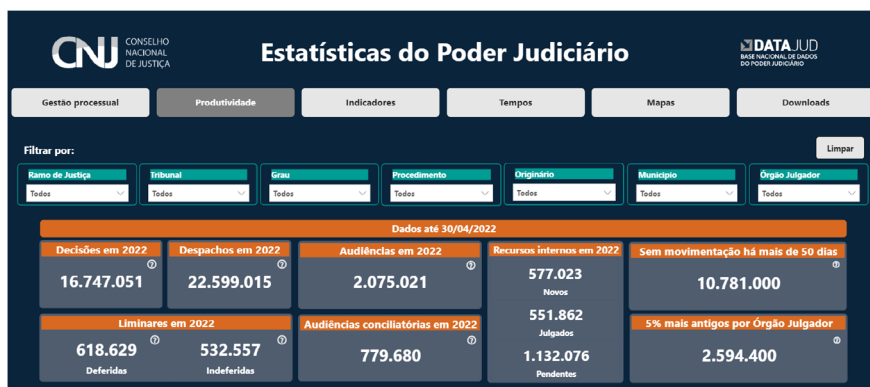 CNJ CONSELHO NACIONAL DE JUSTIÇA
Estatísticas do Poder Judiciário
DATAJUD
BASE NACIONAL DE DADOS
DO PODER JUDICIÁRIO
Gestão processual Produtividade Indicadores Tempos Mapas Downloads
Filtrar por:
Limpar
Ramo de Justiça Tribunal Grau Procedimento Originário Município Órgão Julgador
Todos Todos Todos Todos Todos Todos Todos
Dados até 30/04/2022
Decisões em 2022
16.747.051
Despachos em 2022
22.599.015
Audiências em 2022
2.075.021
Recursos internos em 2022
577.023
Novos
551.862
Julgados
1.132.076
Pendentes
Sem movimentação há mais de 50 dias
10.781.000
Liminares em 2022
618.629 532.557
Deferidas Indeferidas
Audiências conciliatórias em 2022
779.680
5% mais antigos por Órgão Julgador
2.594.400